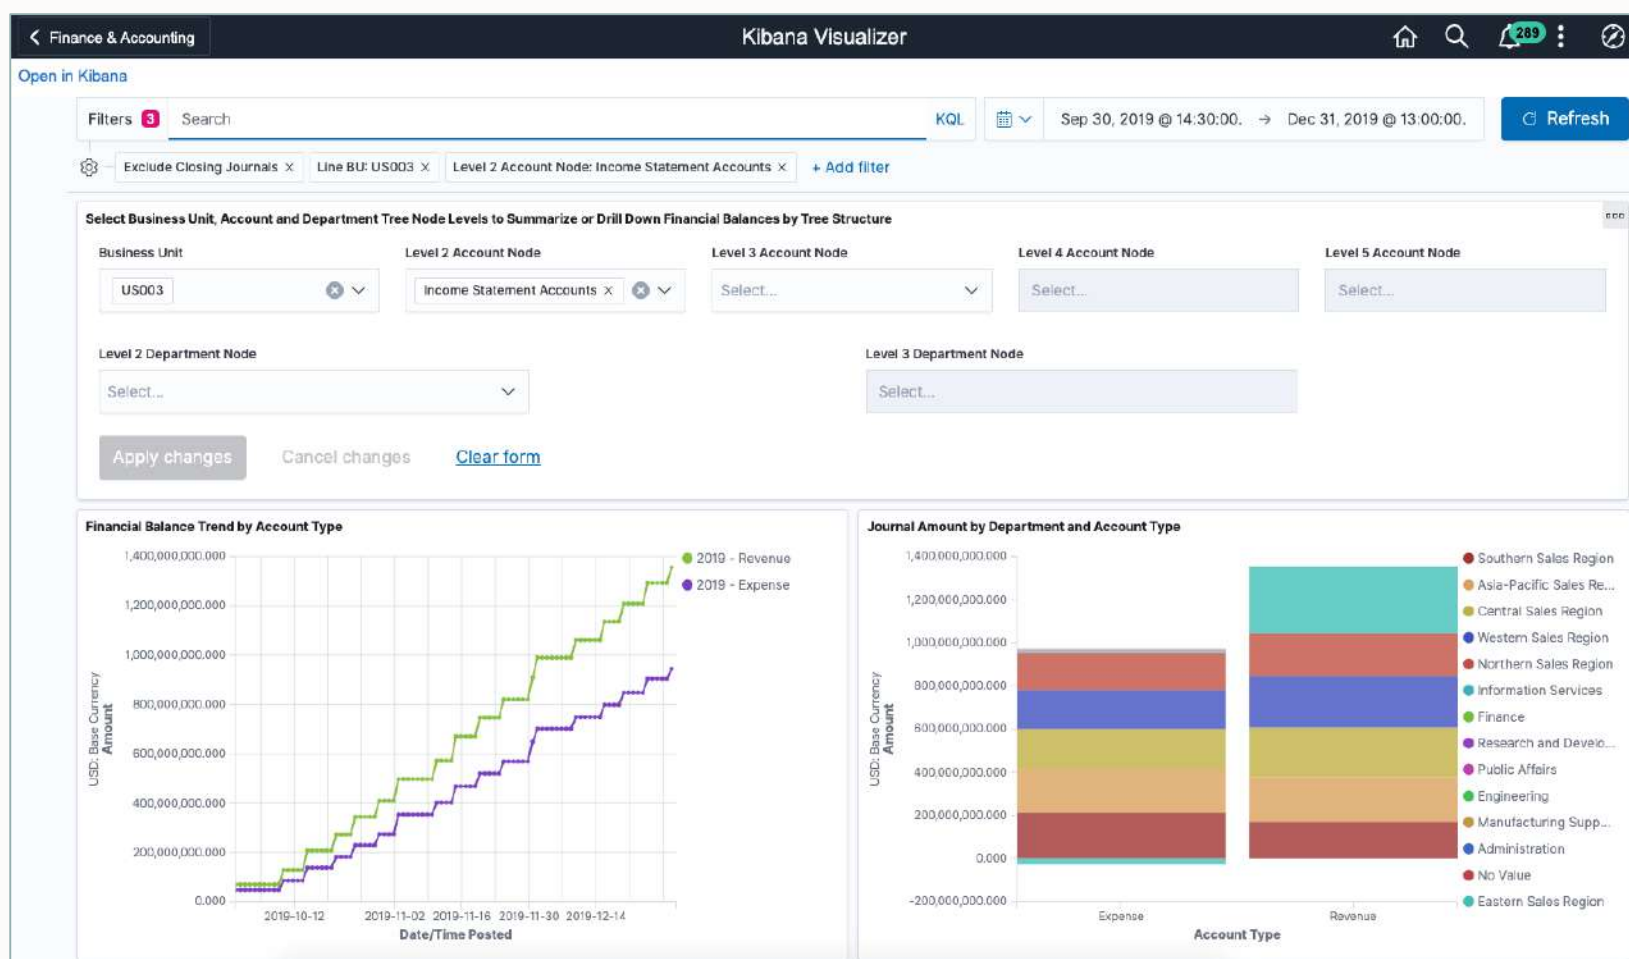 Finance & Accounting
Kibana Visualizer
289
Open in Kibana
Filters 3 Search KQL Sep 30, 2019 @ 14:30:00. → Dec 31, 2019 @ 13:00:00. Refresh
Exclude Closing Journals × Line BU: US003 × Level 2 Account Node: Income Statement Accounts × + Add filter
Select Business Unit, Account and Department Tree Node Levels to Summarize or Drill Down Financial Balances by Tree Structure
Business Unit Level 2 Account Node Level 3 Account Node Level 4 Account Node Level 5 Account Node
US003 Income Statement Accounts × Select... Select... Select...
Level 2 Department Node Level 3 Department Node
Select... Select...
Apply changes Cancel changes Clear form
Financial Balance Trend by Account Type
1,400,000,000.000
1,200,000,000.000
1,000,000,000.000
800,000,000.000
600,000,000.000
400,000,000.000
200,000,000.000
0.000
USD: Base Currency
Amount
2019-10-12 2019-11-02 2019-11-16 2019-11-30 2019-12-14
Date/Time Posted
2019 - Revenue
2019 - Expense
Journal Amount by Department and Account Type
1,400,000,000.000
1,200,000,000.000
1,000,000,000.000
800,000,000.000
600,000,000.000
400,000,000.000
200,000,000.000
0.000
-200,000,000.000
USD: Base Currency
Amount
Expense Revenue
Account Type
Southern Sales Region
Asia-Pacific Sales Re...
Central Sales Region
Western Sales Region
Northern Sales Region
Information Services
Finance
Research and Develo...
Public Affairs
Engineering
Manufacturing Supp...
Administration
No Value
Eastern Sales Region